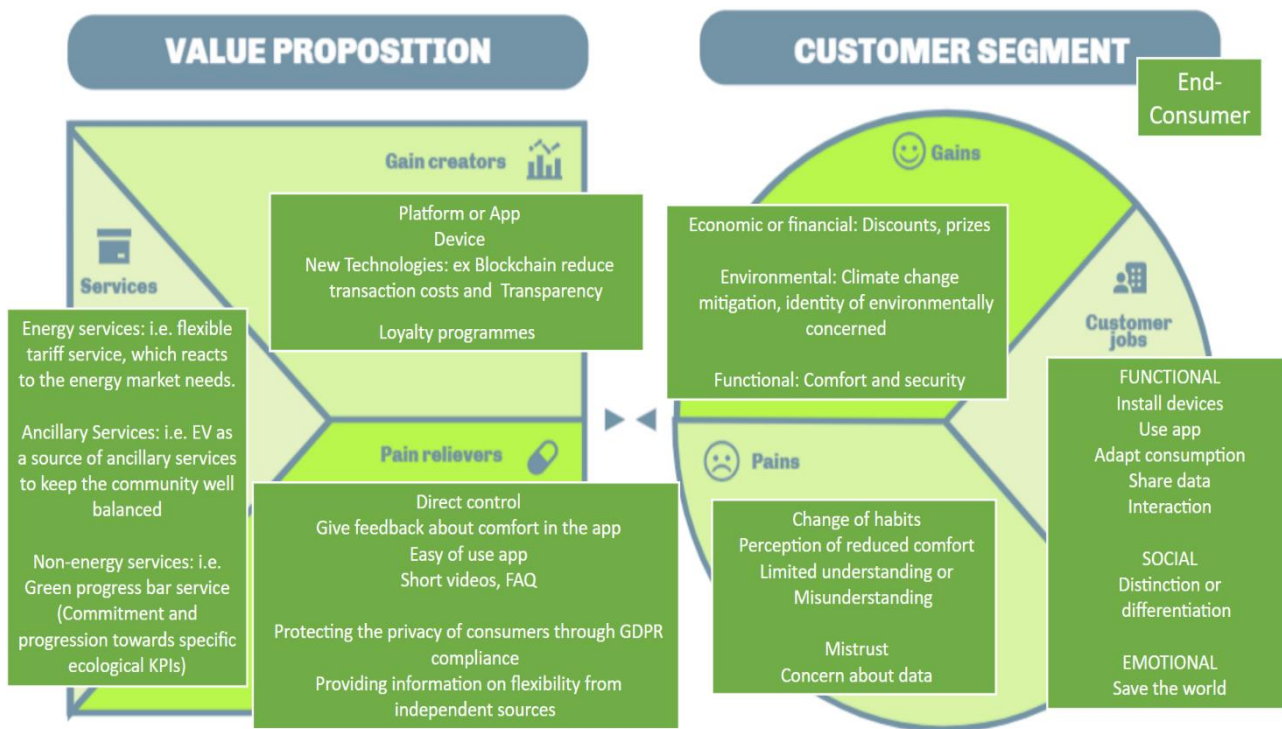 VALUE PROPOSITION
CUSTOMER SEGMENT
End-
Consumer
Gain creators
Platform or App
Device
New Technologies: ex Blockchain reduce
transaction costs and Transparency
Loyalty programmes
Services
Energy services: i.e. flexible
tariff service, which reacts
to the energy market needs.
Ancillary Services: i.e. EV as
a source of ancillary services
to keep the community well
balanced
Non-energy services: i.e.
Green progress bar service
(Commitment and
progression towards specific
ecological KPIs)
Pain relievers
Direct control
Give feedback about comfort in the app
Easy of use app
Short videos, FAQ
Protecting the privacy of consumers through GDPR
compliance
Providing information on flexibility from
independent sources
Gains
Economic or financial: Discounts, prizes
Environmental: Climate change
mitigation, identity of environmentally
concerned
Functional: Comfort and security
Customer
jobs
FUNCTIONAL
Install devices
Use app
Adapt consumption
Share data
Interaction
SOCIAL
Distinction or
differentiation
EMOTIONAL
Save the world
Pains
Change of habits
Perception of reduced comfort
Limited understanding or
Misunderstanding
Mistrust
Concern about data